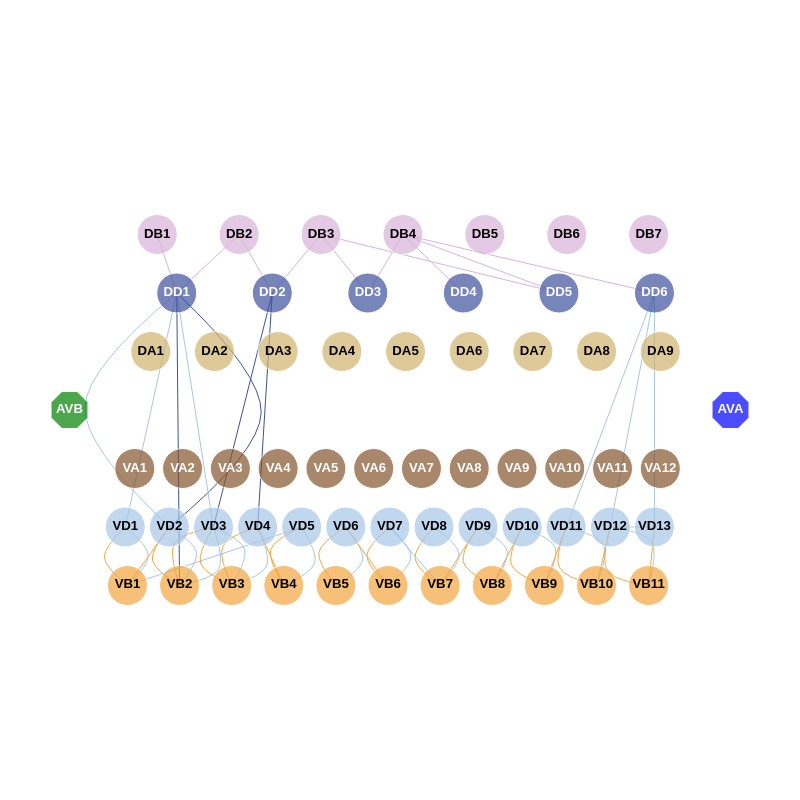 DB1 DB2 DB3 DB4 DB5 DB6 DB7
DD1 DD2 DD3 DD4 DD5 DD6
DA1 DA2 DA3 DA4 DA5 DA6 DA7 DA8 DA9
AVB AVA
VA1 VA2 VA3 VA4 VA5 VA6 VA7 VA8 VA9 VA10 VA11 VA12
VD1 VD2 VD3 VD4 VD5 VD6 VD7 VD8 VD9 VD10 VD11 VD12 VD13
VB1 VB2 VB3 VB4 VB5 VB6 VB7 VB8 VB9 VB10 VB11